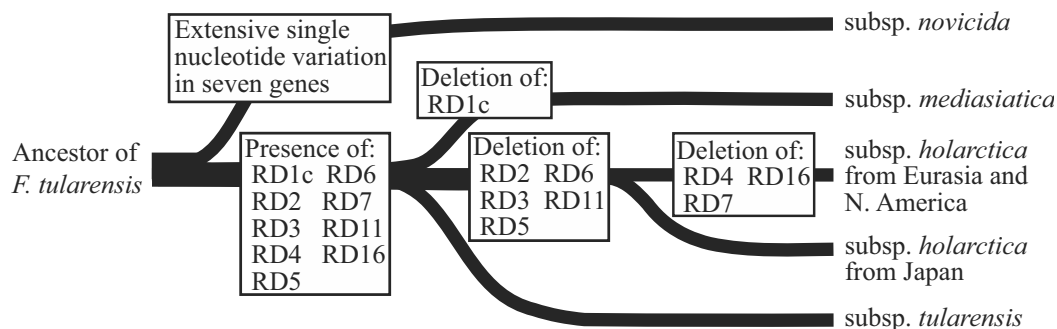 Extensive single
nucleotide variation
in seven genes
subsp. novicida
Deletion of:
RD1c
subsp. mediasiatica
Ancestor of
F. tularensis
Presence of:
RD1c RD6
RD2 RD7
RD3 RD11
RD4 RD16
RD5
Deletion of:
RD2 RD6
RD3 RD11
RD5
Deletion of:
RD4 RD16
RD7
subsp. holarctica
from Eurasia and
N. America
subsp. holarctica
from Japan
subsp. tularensis